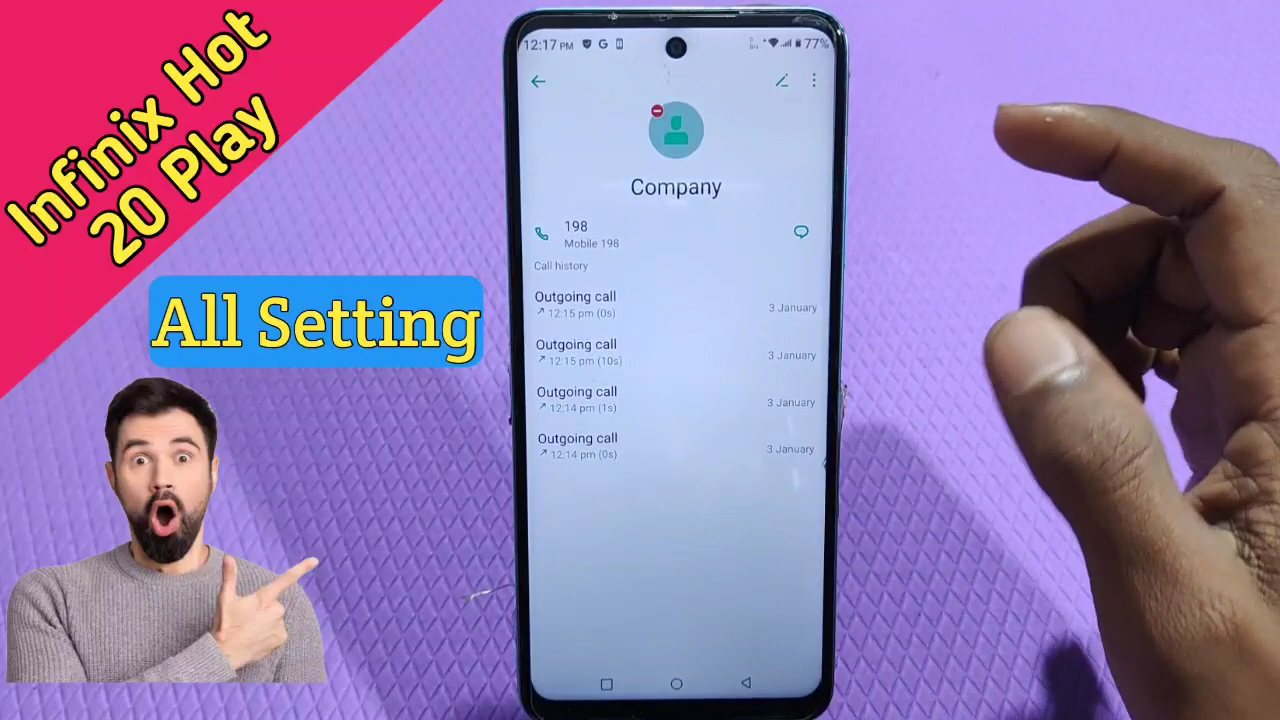 Infinix Hot
20 Play
All Setting
12:17 PM
77%
Company
198
Mobile 198
Call history
Outgoing call
12:15 pm (0s)
3 January
Outgoing call
12:15 pm (10s)
3 January
Outgoing call
12:14 pm (1s)
3 January
Outgoing call
12:14 pm (0s)
3 January